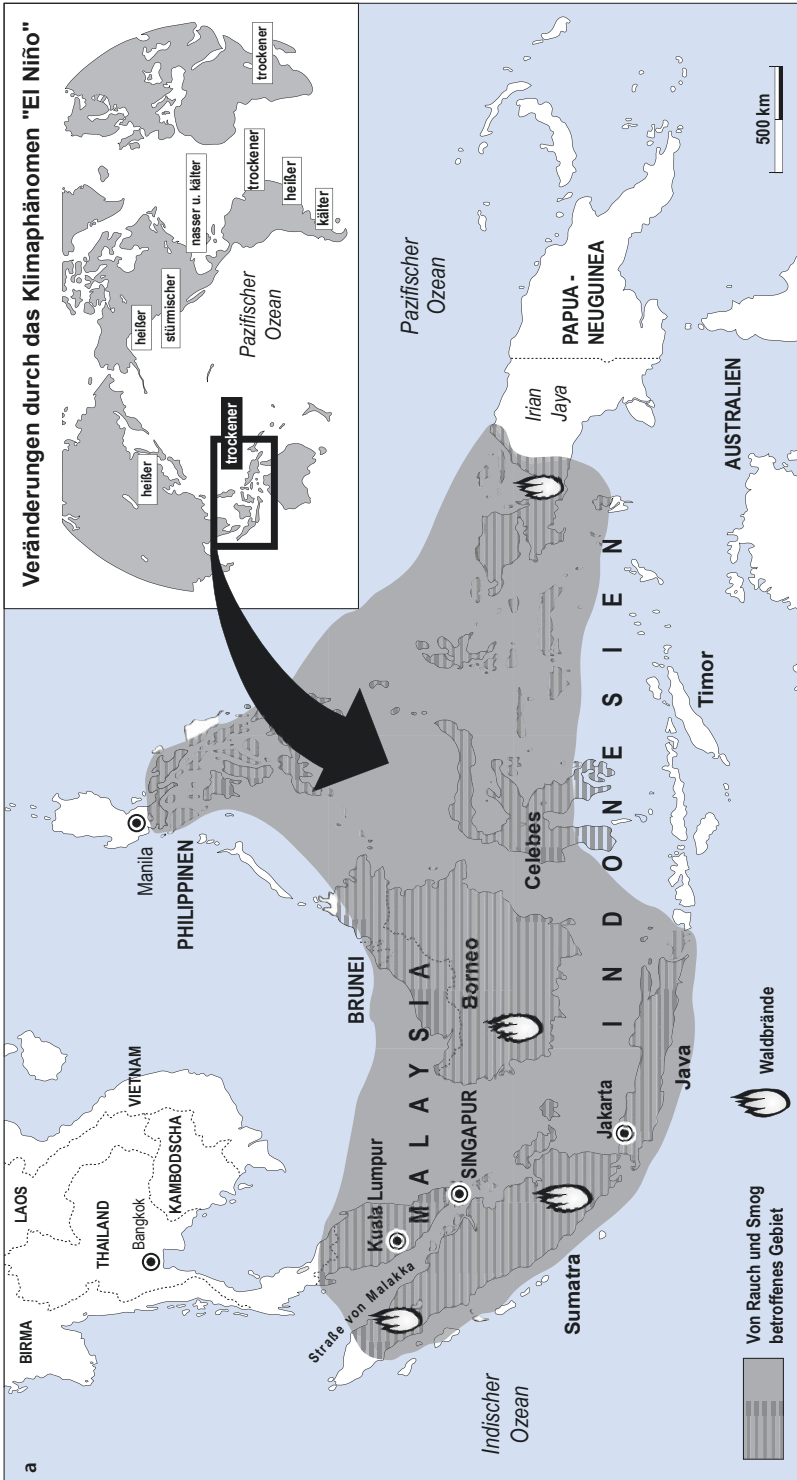 a
Veränderungen durch das Klimaphänomen "El Niño"
heißer
trockener
heißer
stürmischer
nasser u. kälter
trockener
heißer
kälter
trockener
Pazifischer
Ozean
BIRMA
LAOS
THAILAND
Bangkok
VIETNAM
KAMBODSCHA
Manila
PHILIPPINEN
Pazifischer
Ozean
BRUNEI
Straße von Malakka
Kuala Lumpur
MALAYSIA
SINGAPUR
Borneo
Celebes
Irian
Jaya
PAPUA-
NEUGUINEA
Indischer
Ozean
Sumatra
Jakarta
Java
INDONESIEN
Timor
AUSTRALIEN
500 km
Von Rauch und Smog
betroffenes Gebiet
Waldbrände